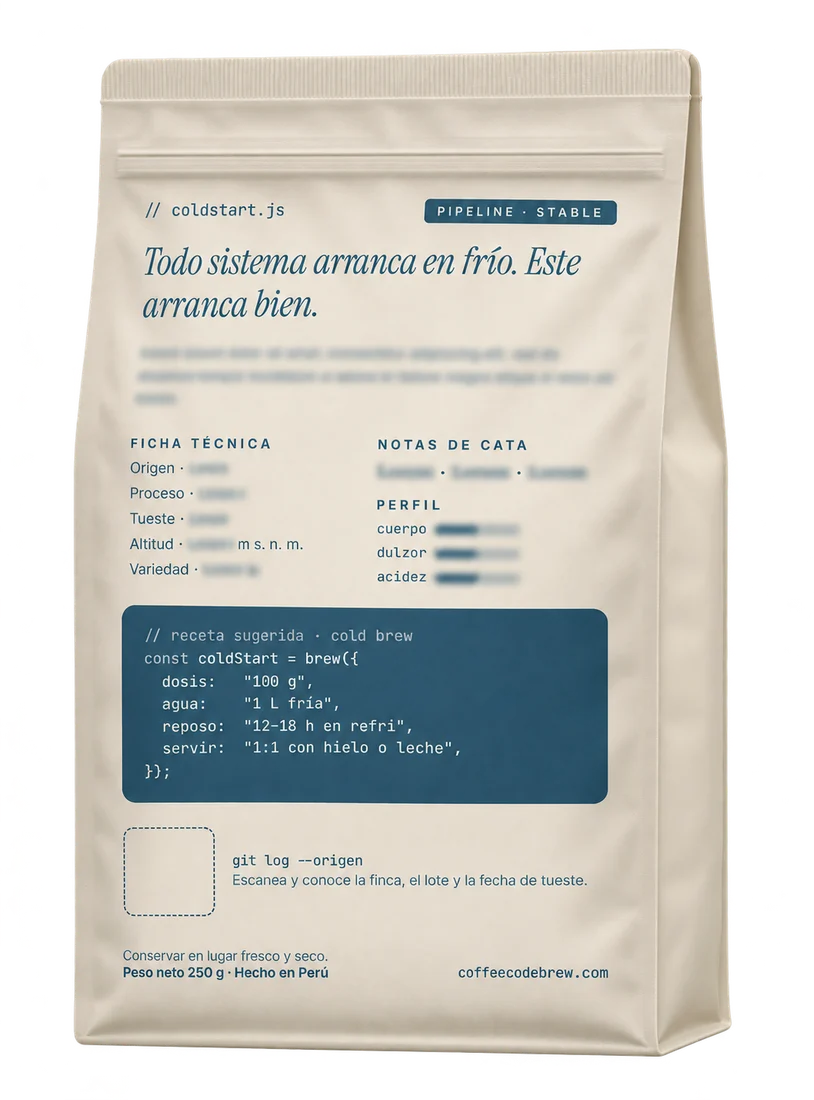 // coldstart.js
PIPELINE · STABLE
Todo sistema arranca en frío. Este
arranca bien.
FICHA TÉCNICA
Origen ·
Proceso ·
Tueste ·
Altitud · m s. n. m.
Variedad ·
NOTAS DE CATA
PERFIL
cuerpo
dulzor
acidez
// receta sugerida · cold brew
const coldStart = brew({
dosis: "100 g",
agua: "1 L fría",
reposo: "12–18 h en refri",
servir: "1:1 con hielo o leche",
}};
git log --origen
Escanea y conoce la finca, el lote y la fecha de tueste.
Conservar en lugar fresco y seco.
Peso neto 250 g · Hecho en Perú
coffeecodebrew.com